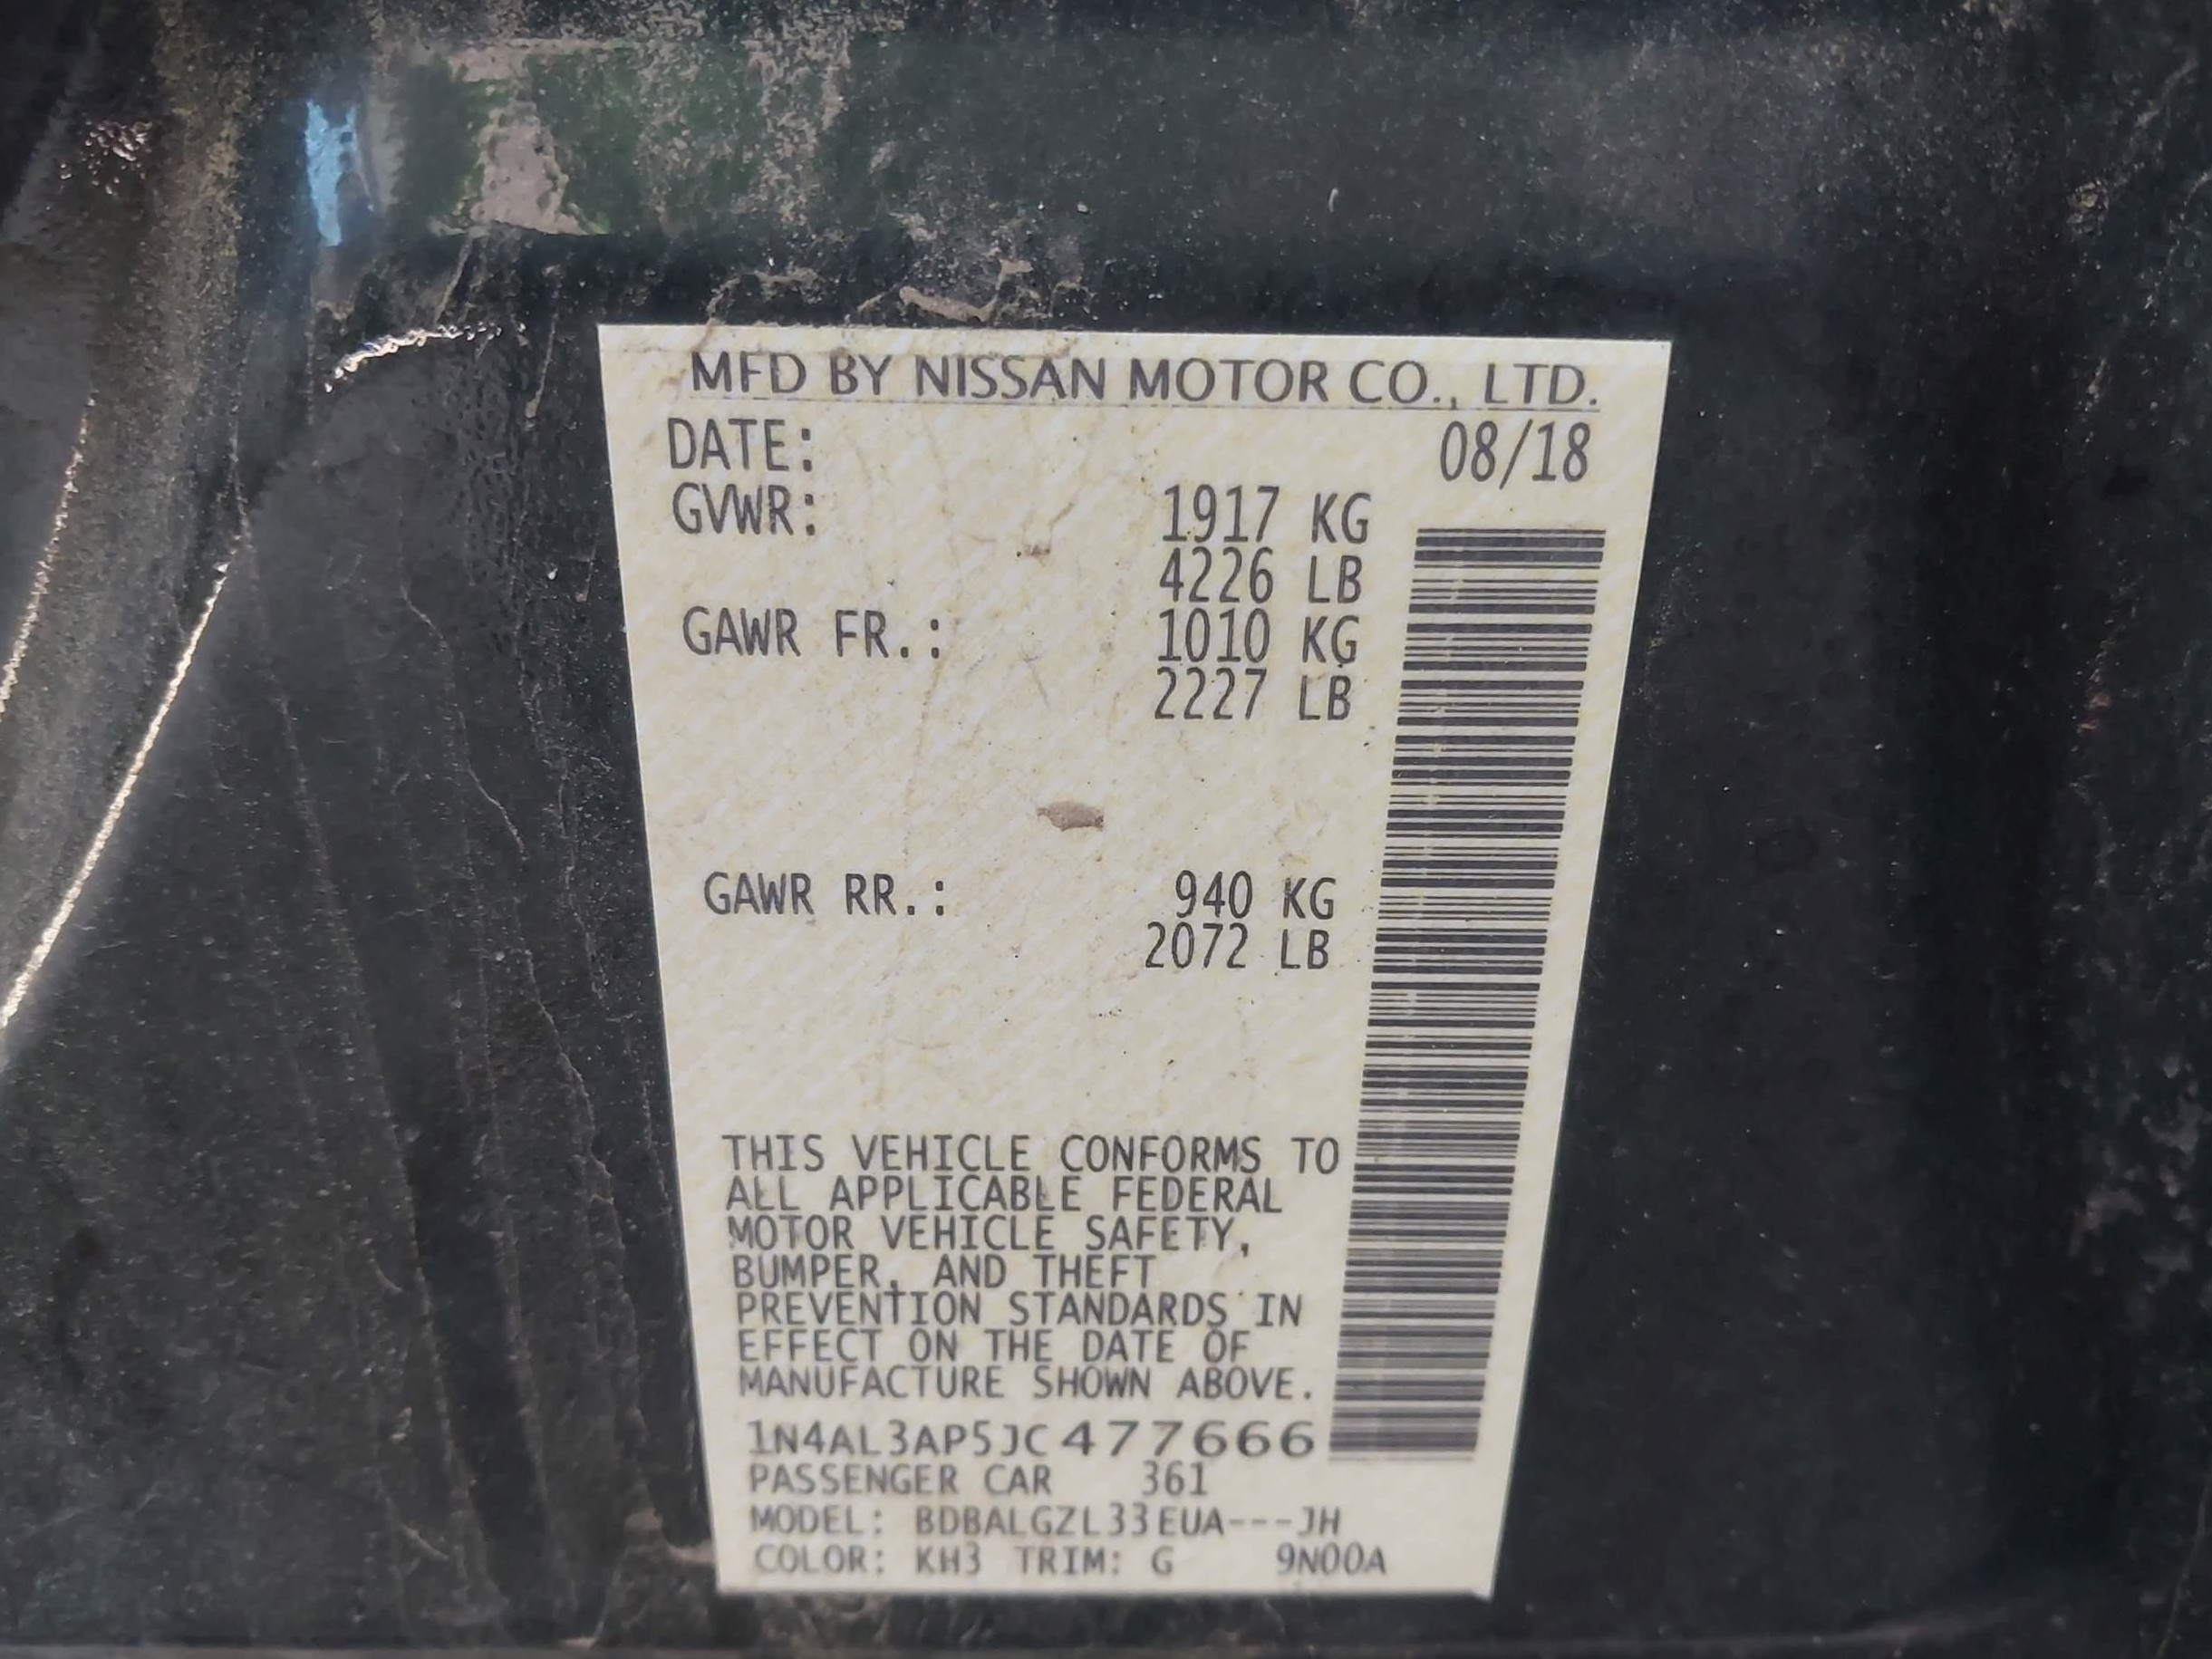 MFD BY NISSAN MOTOR CO., LTD.
DATE: 08/18
GVWR: 1917 KG
4226 LB
GAWR FR.: 1010 KG
2227 LB
GAWR RR.: 940 KG
2072 LB
THIS VEHICLE CONFORMS TO
ALL APPLICABLE FEDERAL
MOTOR VEHICLE SAFETY,
BUMPER, AND THEFT
PREVENTION STANDARDS IN
EFFECT ON THE DATE OF
MANUFACTURE SHOWN ABOVE.
1N4AL3AP5JC477666
PASSENGER CAR 361
MODEL: BDBALGZL33EUA---JH
COLOR: KH3 TRIM: G 9N00A